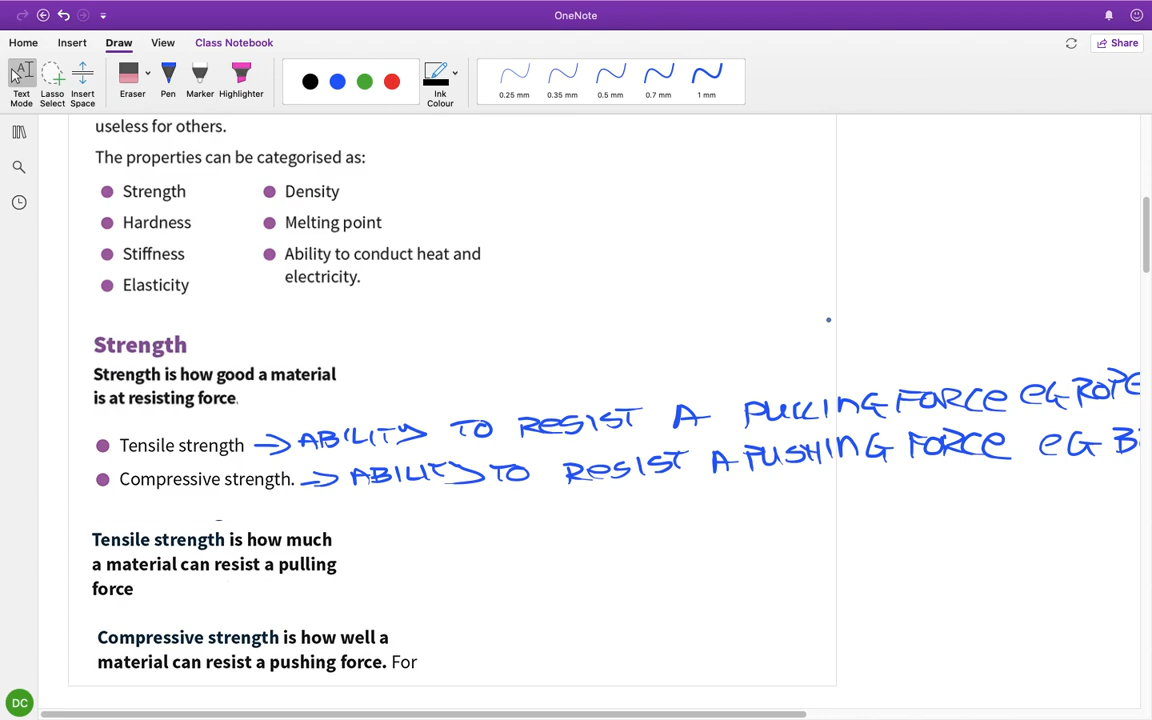 OneNote
Home Insert Draw View Class Notebook Share
Text Mode
Lasso Select
Insert Space
Eraser
Pen
Marker
Highlighter
Ink Colour
0.25 mm 0.35 mm 0.5 mm 0.7 mm 1 mm
useless for others.
The properties can be categorised as:
Strength
Hardness
Stiffness
Elasticity
Density
Melting point
Ability to conduct heat and
electricity.
Strength
Strength is how good a material
is at resisting force.
Tensile strength → ABILITY TO RESIST A PULLING FORCE EG ROPE
Compressive strength. → ABILITY TO RESIST A PUSHING FORCE EG
Tensile strength is how much
a material can resist a pulling
force
Compressive strength is how well a
material can resist a pushing force. For
DC